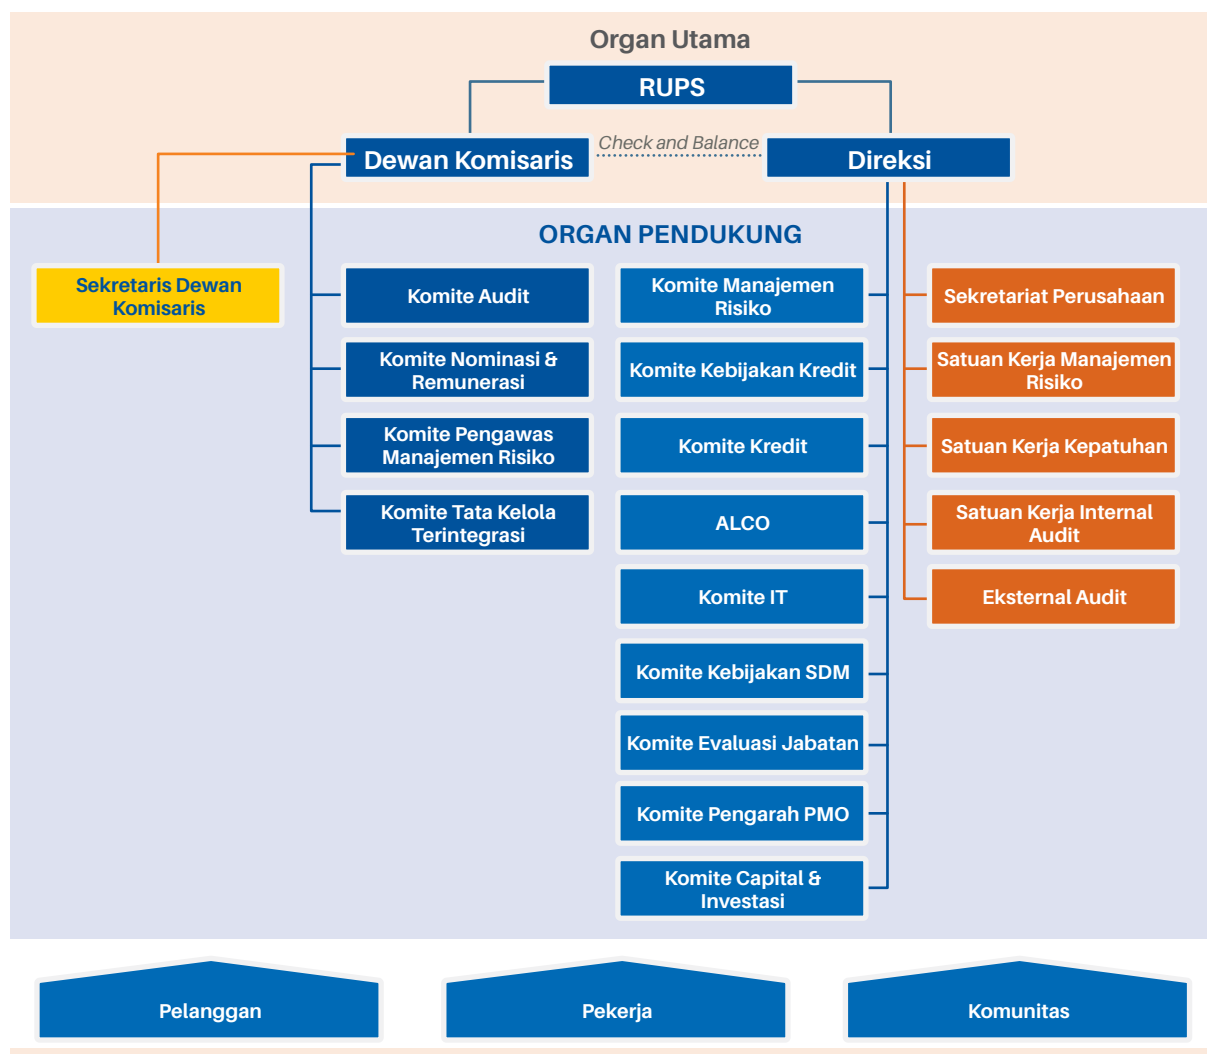 Organ Utama
RUPS
Dewan Komisaris
Check and Balance
Direksi
ORGAN PENDUKUNG
Sekretaris Dewan
Komisaris
Komite Audit
Komite Nominasi &
Remunerasi
Komite Pengawas
Manajemen Risiko
Komite Tata Kelola
Terintegrasi
Komite Manajemen
Risiko
Komite Kebijakan Kredit
Komite Kredit
ALCO
Komite IT
Komite Kebijakan SDM
Komite Evaluasi Jabatan
Komite Pengarah PMO
Komite Capital &
Investasi
Sekretariat Perusahaan
Satuan Kerja Manajemen
Risiko
Satuan Kerja Kepatuhan
Satuan Kerja Internal
Audit
Eksternal Audit
Pelanggan
Pekerja
Komunitas